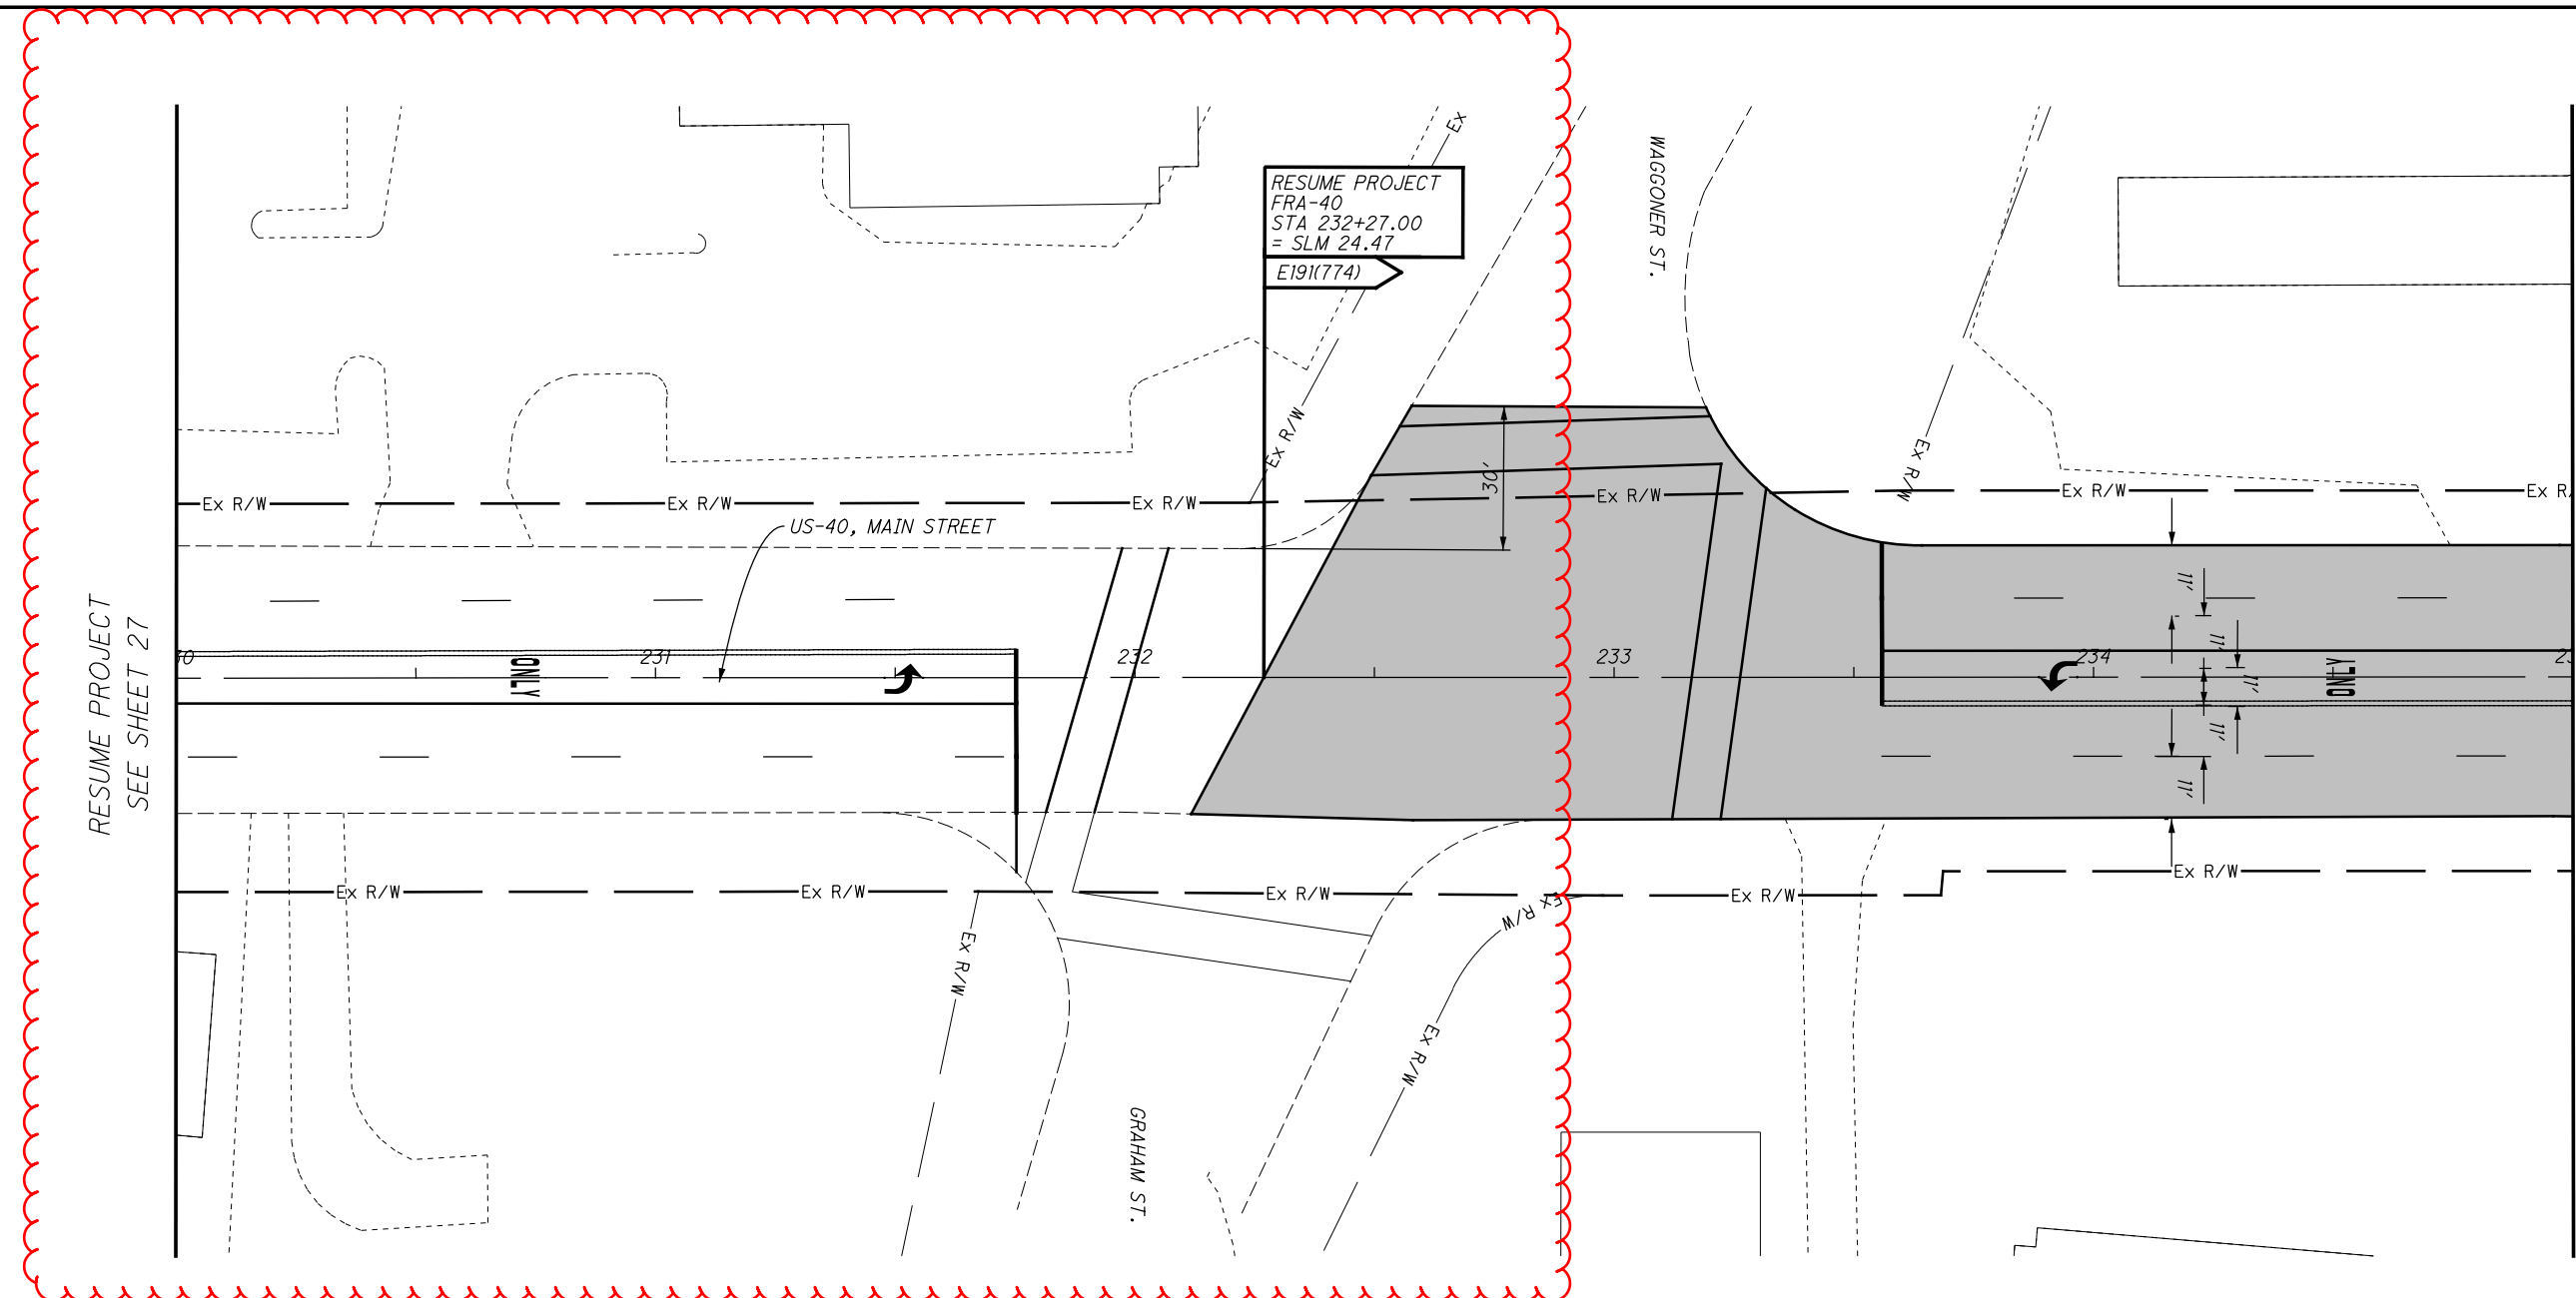 Ex
WAGGONER ST.
RESUME PROJECT
FRA-40
STA 232+27.00
= SLM 24.47
E191(774)
Ex R/W
Ex R/W
30'
Ex R/W
Ex R/W
Ex R/W
Ex R/W
Ex R/W
Ex R/W
US-40, MAIN STREET
RESUME PROJECT
SEE SHEET 27
ONLY
231
232
233
234
ONLY
11'
11'
11'
11'
11'
Ex R/W
Ex R/W
Ex R/W
Ex R/W
Ex R/W
Ex R/W
Ex R/W
Ex R/W
GRAHAM ST.